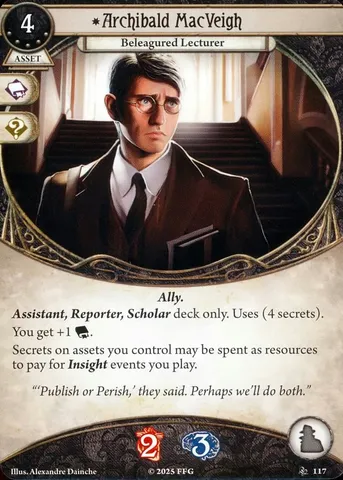 4
ASSET
*Archibald MacVeigh
Beleagured Lecturer
Ally.
Assistant, Reporter, Scholar deck only. Uses (4 secrets).
You get +1 .
Secrets on assets you control may be spent as resources
to pay for Insight events you play.
“‘Publish or Perish,’ they said. Perhaps we’ll do both.”
2 3
Illus. Alexandre Dainche © 2025 FFG 117